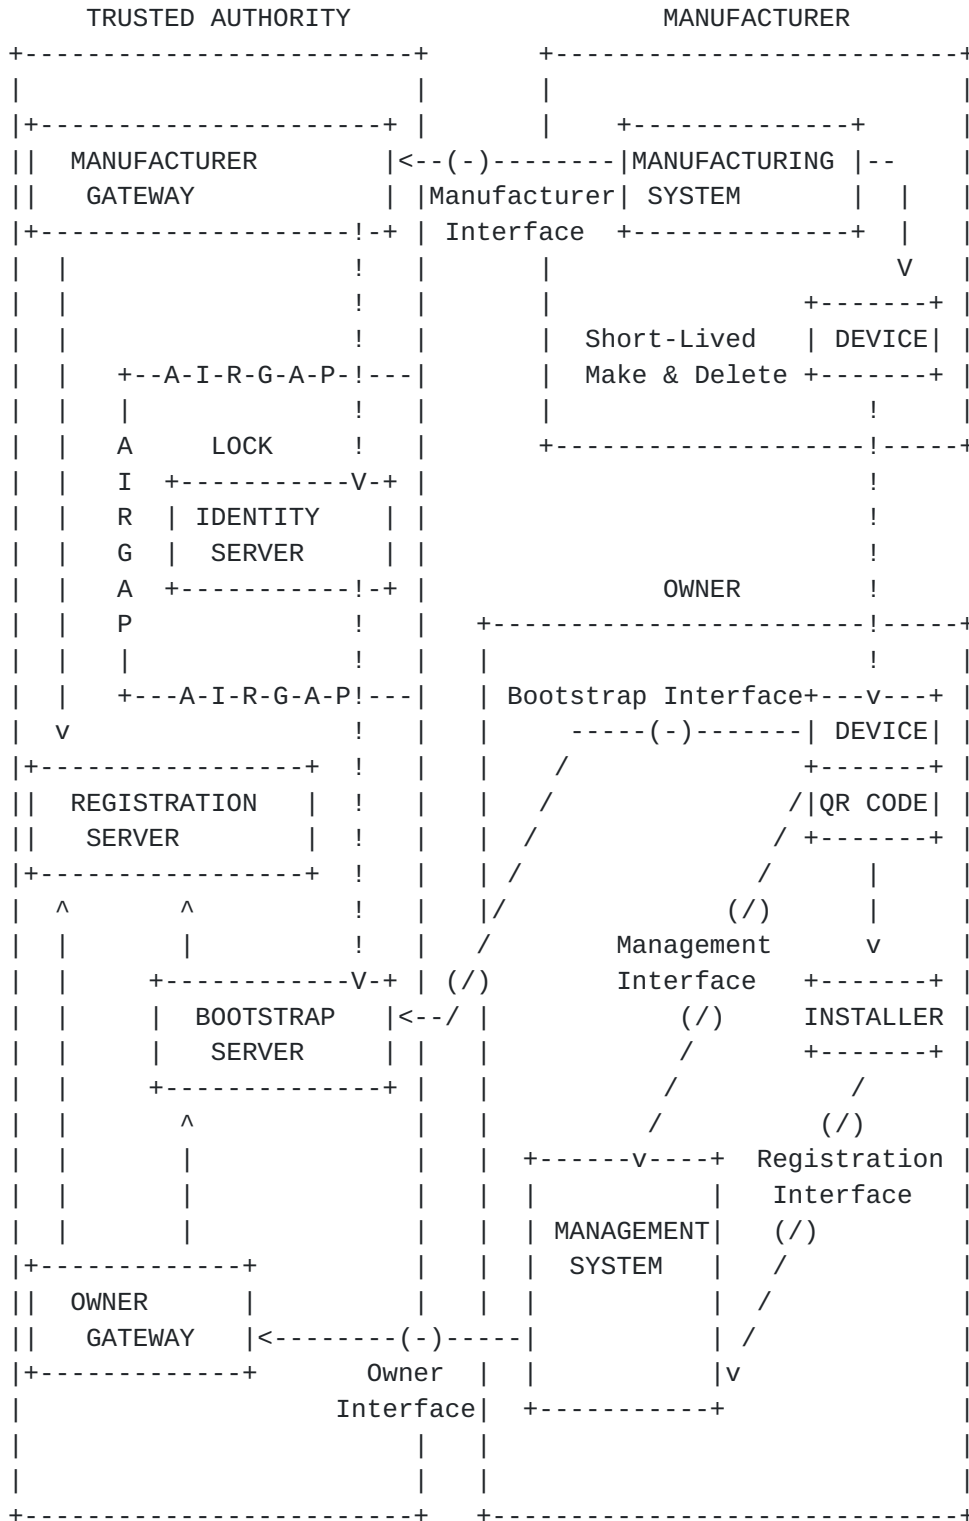 TRUSTED AUTHORITY                    MANUFACTURER
MANUFACTURER                        MANUFACTURING
GATEWAY                 Manufacturer  SYSTEM
Interface
V
Short-Lived     DEVICE
A-I-R-G-A-P     Make & Delete
A     LOCK
I     V
R   IDENTITY
G   SERVER
A     OWNER
P
A-I-R-G-A-P     Bootstrap Interface     v
v     (-)     DEVICE
REGISTRATION     QR CODE
SERVER
(/)
Management     v
V     (/)     Interface
BOOTSTRAP     (/)     INSTALLER
SERVER
(/)
v     Registration
Interface
MANAGEMENT     (/)
SYSTEM
OWNER
GATEWAY     (-)
Owner     v
Interface